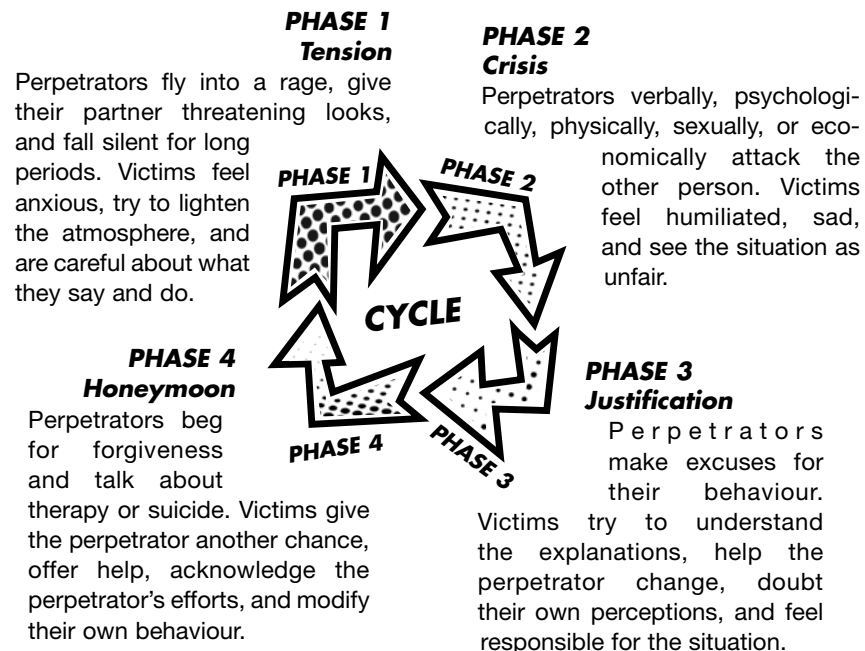 PHASE 1
Tension
Perpetrators fly into a rage, give
their partner threatening looks,
and fall silent for long
periods. Victims feel
anxious, try to lighten
the atmosphere, and
are careful about what
they say and do.
PHASE 2
Crisis
Perpetrators verbally, psychologi-
cally, physically, sexually, or eco-
nomically attack the
other person. Victims
feel humiliated, sad,
and see the situation as
unfair.
PHASE 1
PHASE 2
CYCLE
PHASE 4
PHASE 3
PHASE 4
Honeymoon
Perpetrators beg
for forgiveness
and talk about
therapy or suicide. Victims give
the perpetrator another chance,
offer help, acknowledge the
perpetrator's efforts, and modify
their own behaviour.
PHASE 3
Justification
Perpetrators
make excuses for
their behaviour.
Victims try to understand
the explanations, help the
perpetrator change, doubt
their own perceptions, and feel
responsible for the situation.